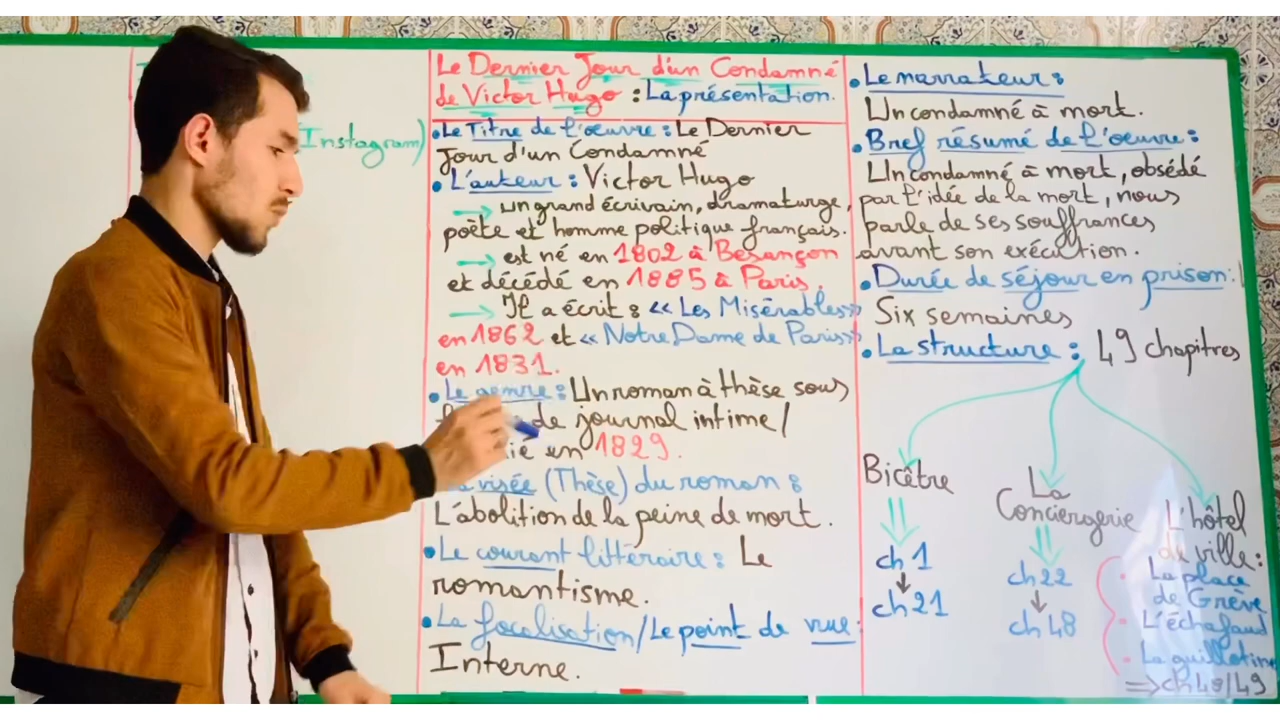 Instagram)
Le Dernier Jour d'un Condamné
de Victor Hugo : La présentation.
• Le Titre de l'œuvre : Le Dernier
Jour d'un Condamné
• L'auteur : Victor Hugo
→ un grand écrivain, dramaturge,
poète et homme politique français.
→ est né en 1802 à Besançon
et décédé en 1885 à Paris.
→ Il a écrit : « Les Misérables»
en 1862 et « Notre Dame de Paris»
en 1831.
• Le genre : Un roman à thèse sous
de journal intime /
en 1829.
visée (Thèse) du roman :
L'abolition de la peine de mort.
• Le courant littéraire : Le
romantisme.
• La focalisation/Le point de vue :
Interne.
• Le narrateur :
Un condamné à mort.
• Bref résumé de l'œuvre :
Un condamné à mort, obsédé
par l'idée de la mort, nous
parle de ses souffrances
avant son exécution.
• Durée de séjour en prison :
Six semaines
• La structure : 49 chapitres
Bicêtre
ch 1
ch 21
La
Conciergerie
ch 22
ch 48
L'hôtel
de ville :
• La place
de Grève
• L'échafaud
• La guillotine
⇒ ch 48/49